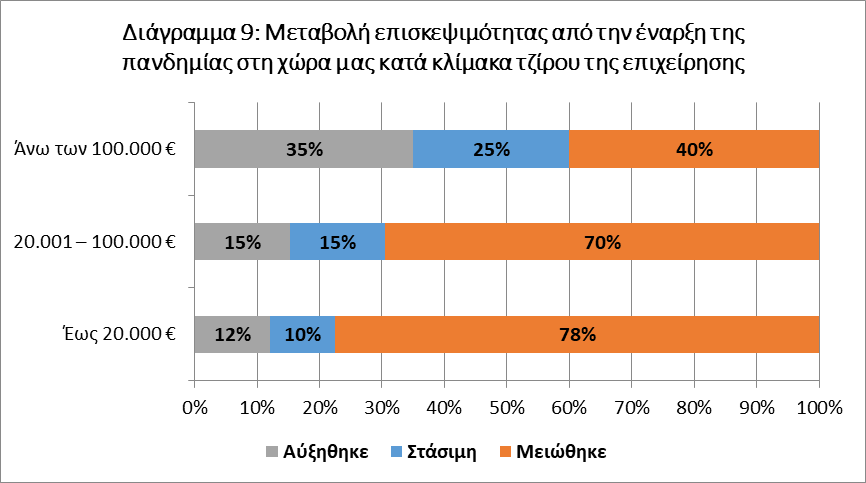 Διάγραμμα 9: Μεταβολή επισκεψιμότητας από την έναρξη της
πανδημίας στη χώρα μας κατά κλίμακα τζίρου της επιχείρησης
Άνω των 100.000 € 35% 25% 40%
20.001 – 100.000 € 15% 15% 70%
Έως 20.000 € 12% 10% 78%
0% 10% 20% 30% 40% 50% 60% 70% 80% 90% 100%
Αύξηθηκε Στάσιμη Μειώθηκε